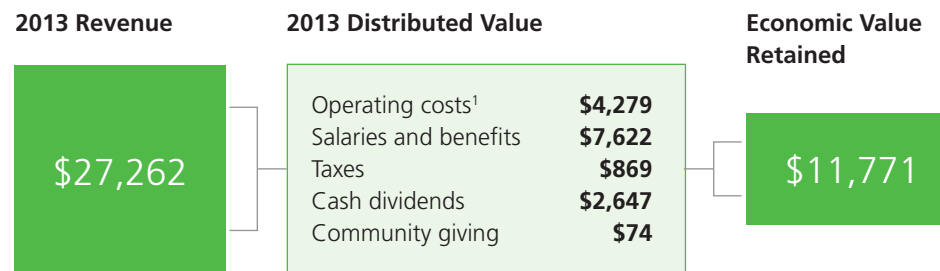 2013 Revenue
$27,262
2013 Distributed Value
Operating costs¹ $4,279
Salaries and benefits $7,622
Taxes $869
Cash dividends $2,647
Community giving $74
Economic Value
Retained
$11,771